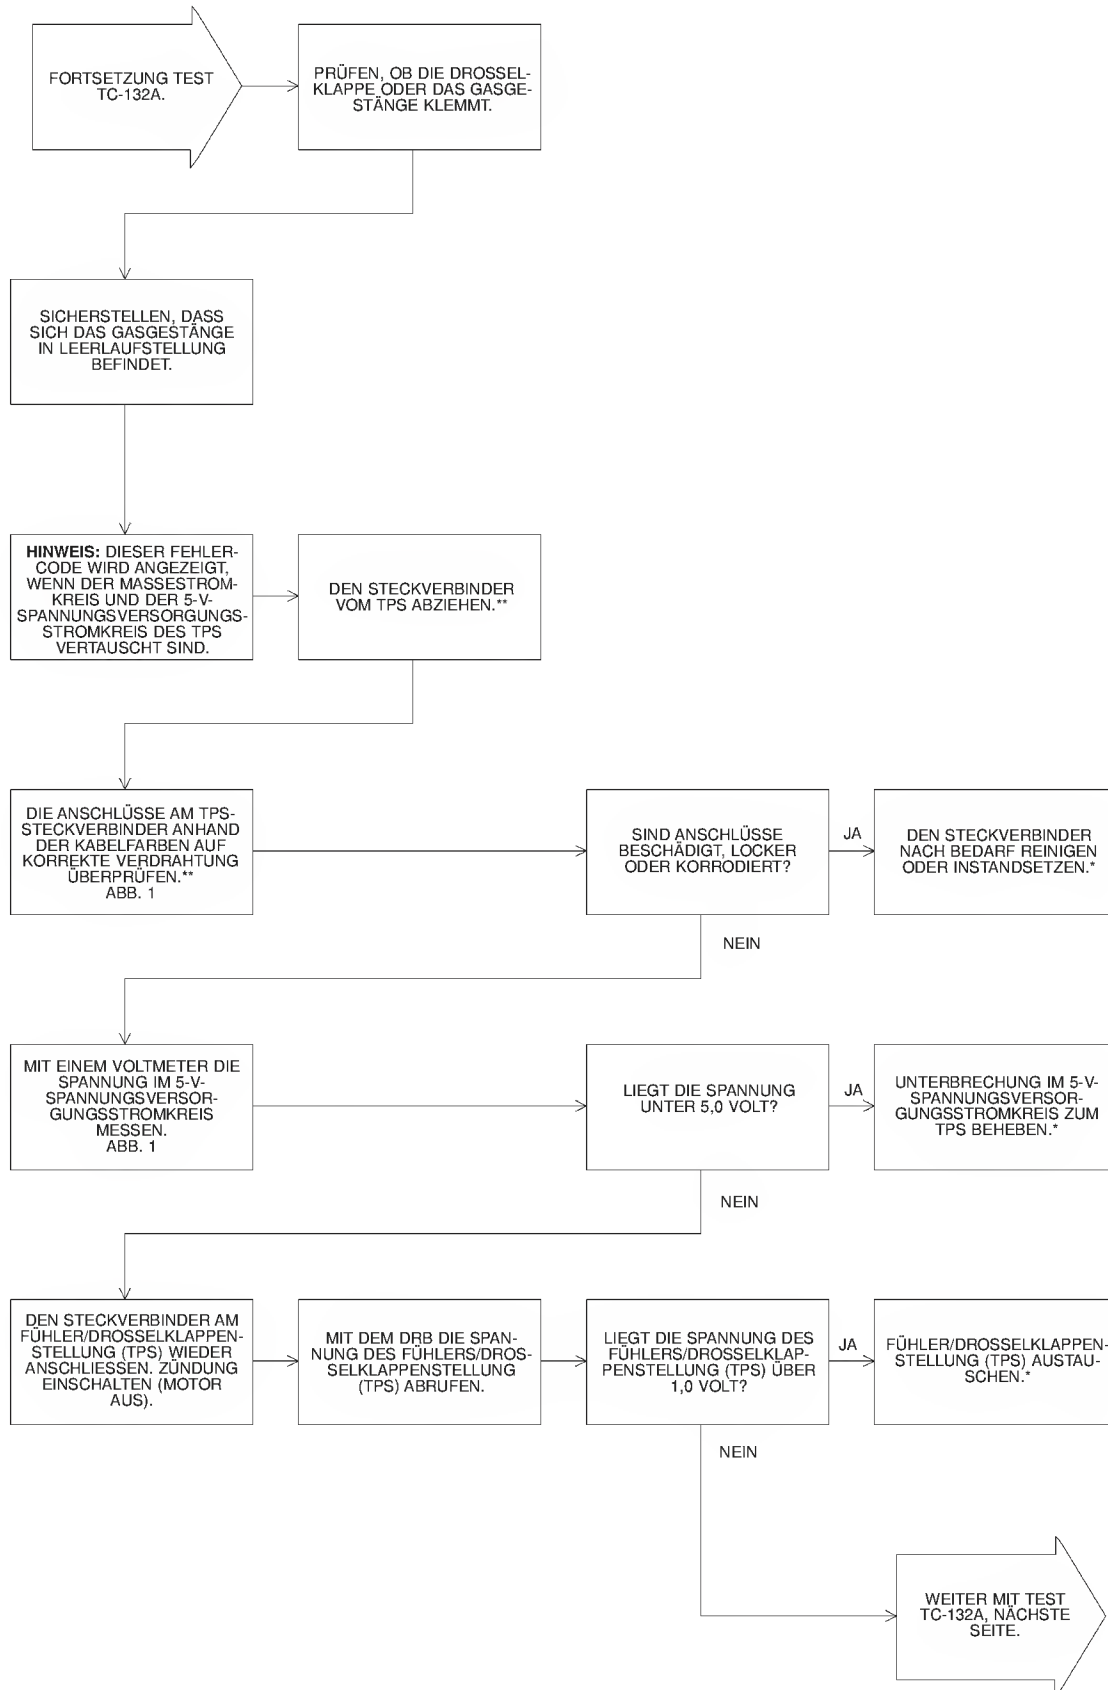 FORTSETZUNG TEST
TC-132A.
PRÜFEN, OB DIE DROSSEL-
KLAPPE ODER DAS GASGE-
STÄNGE KLEMMT.
SICHERSTELLEN, DASS
SICH DAS GASGESTÄNGE
IN LEERLAUFSTELLUNG
BEFINDET.
HINWEIS: DIESER FEHLER-
CODE WIRD ANGEZEIGT,
WENN DER MASSESTROM-
KREIS UND DER 5-V-
SPANNUNGSVERSORGUNGS-
STROMKREIS DES TPS
VERTAUSCHT SIND.
DEN STECKVERBINDER
VOM TPS ABZIEHEN.**
DIE ANSCHLÜSSE AM TPS-
STECKVERBINDER ANHAND
DER KABELFARBEN AUF
KORREKTE VERDRAHTUNG
ÜBERPRÜFEN.**
ABB. 1
SIND ANSCHLÜSSE
BESCHÄDIGT, LOCKER
ODER KORRODIERT?
JA
DEN STECKVERBINDER
NACH BEDARF REINIGEN
ODER INSTANDSETZEN.*
NEIN
MIT EINEM VOLTMETER DIE
SPANNUNG IM 5-V-
SPANNUNGSVERSOR-
GUNGSSTROMKREIS
MESSEN.
ABB. 1
LIEGT DIE SPANNUNG
UNTER 5,0 VOLT?
JA
UNTERBRECHUNG IM 5-V-
SPANNUNGSVERSOR-
GUNGSSTROMKREIS ZUM
TPS BEHEBEN.*
NEIN
DEN STECKVERBINDER AM
FÜHLER/DROSSELKLAPPEN-
STELLUNG (TPS) WIEDER
ANSCHLIESSEN. ZÜNDUNG
EINSCHALTEN (MOTOR
AUS).
MIT DEM DRB DIE SPAN-
NUNG DES FÜHLERS/DROS-
SELKLAPPENSTELLUNG
(TPS) ABRUFEN.
LIEGT DIE SPANNUNG DES
FÜHLERS/DROSSELKLAP-
PENSTELLUNG (TPS) ÜBER
1,0 VOLT?
JA
FÜHLER/DROSSELKLAPPEN-
STELLUNG (TPS) AUSTAU-
SCHEN.*
NEIN
WEITER MIT TEST
TC-132A, NÄCHSTE
SEITE.